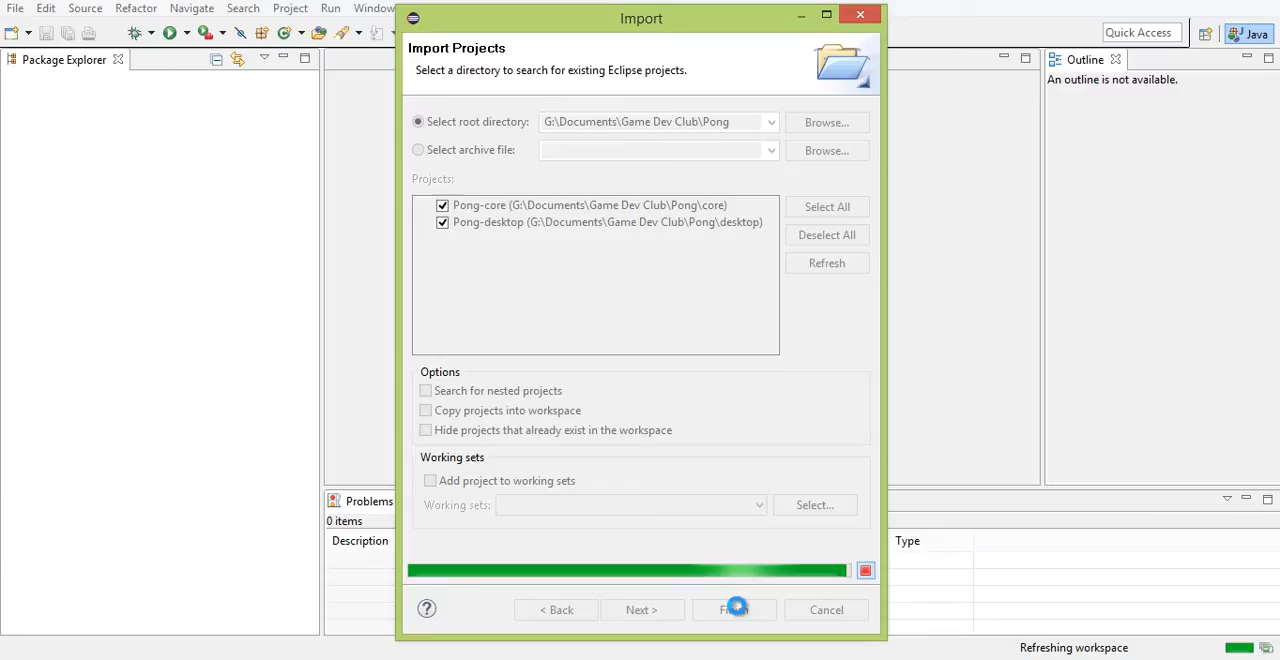 File Edit Source Refactor Navigate Search Project Run Window
Import
Quick Access
Java
Package Explorer
Import Projects
Select a directory to search for existing Eclipse projects.
Outline
An outline is not available.
Select root directory: G:\Documents\Game Dev Club\Pong Browse...
Select archive file: Browse...
Projects:
Pong-core (G:\Documents\Game Dev Club\Pong\core) Select All
Pong-desktop (G:\Documents\Game Dev Club\Pong\desktop)
Deselect All
Refresh
Options
Search for nested projects
Copy projects into workspace
Hide projects that already exist in the workspace
Working sets
Add project to working sets
Working sets: Select...
Problems
0 items
Description
Type
< Back Next > Finish Cancel
Refreshing workspace